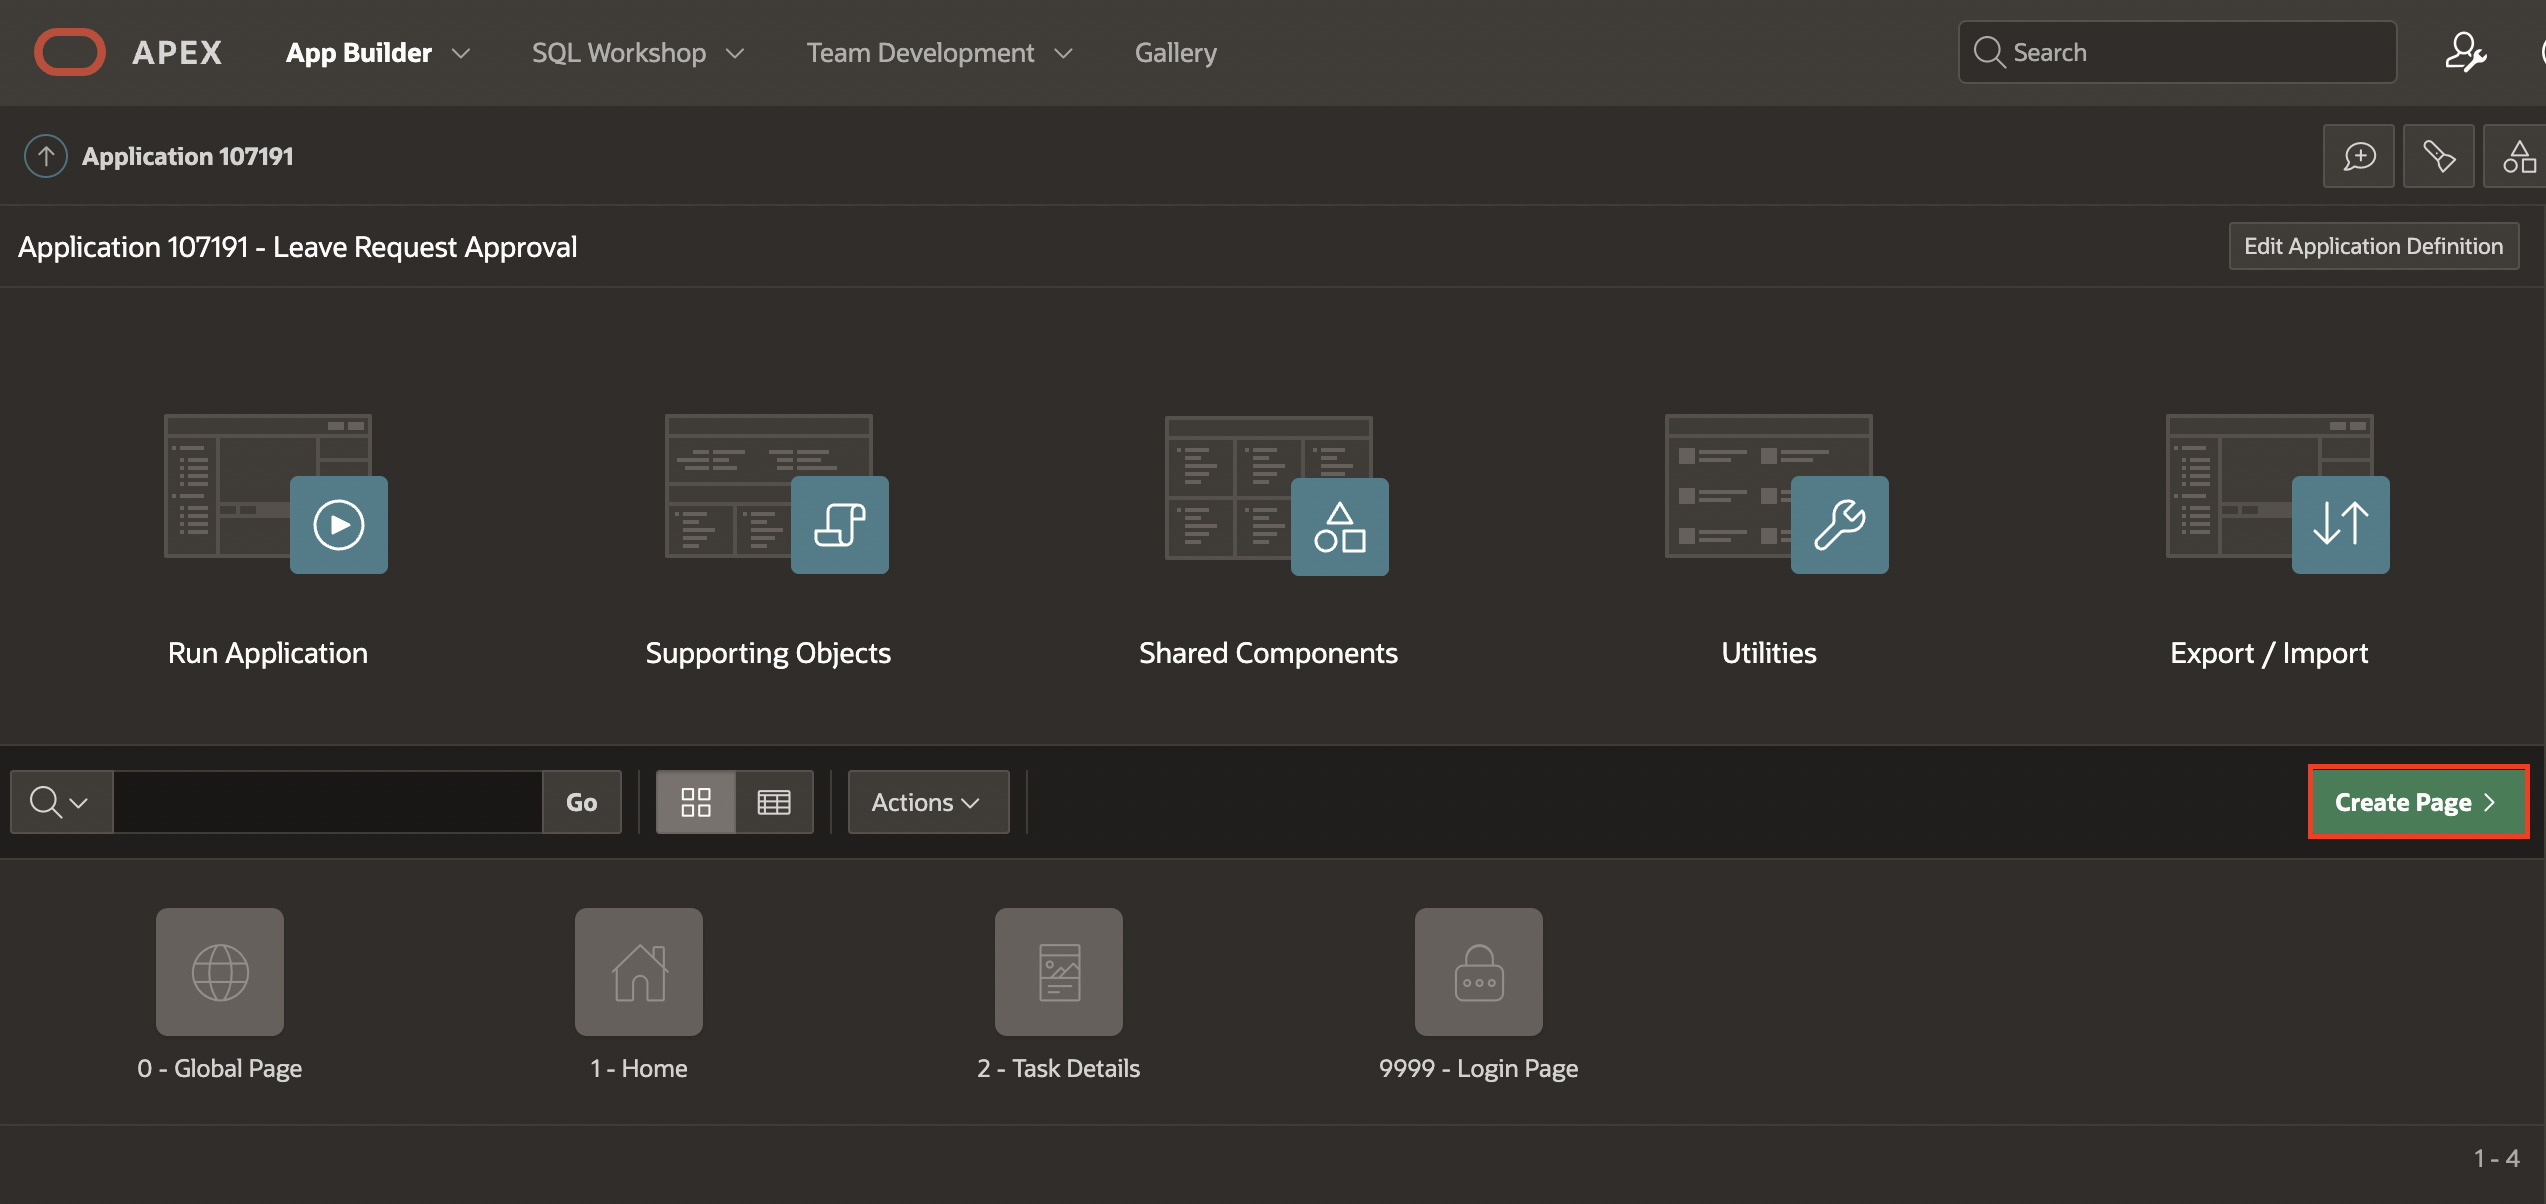 APEX App Builder SQL Workshop Team Development Gallery Search
Application 107191
Application 107191 - Leave Request Approval Edit Application Definition
Run Application Supporting Objects Shared Components Utilities Export / Import
Go Actions Create Page
0 - Global Page 1 - Home 2 - Task Details 9999 - Login Page
1 - 4